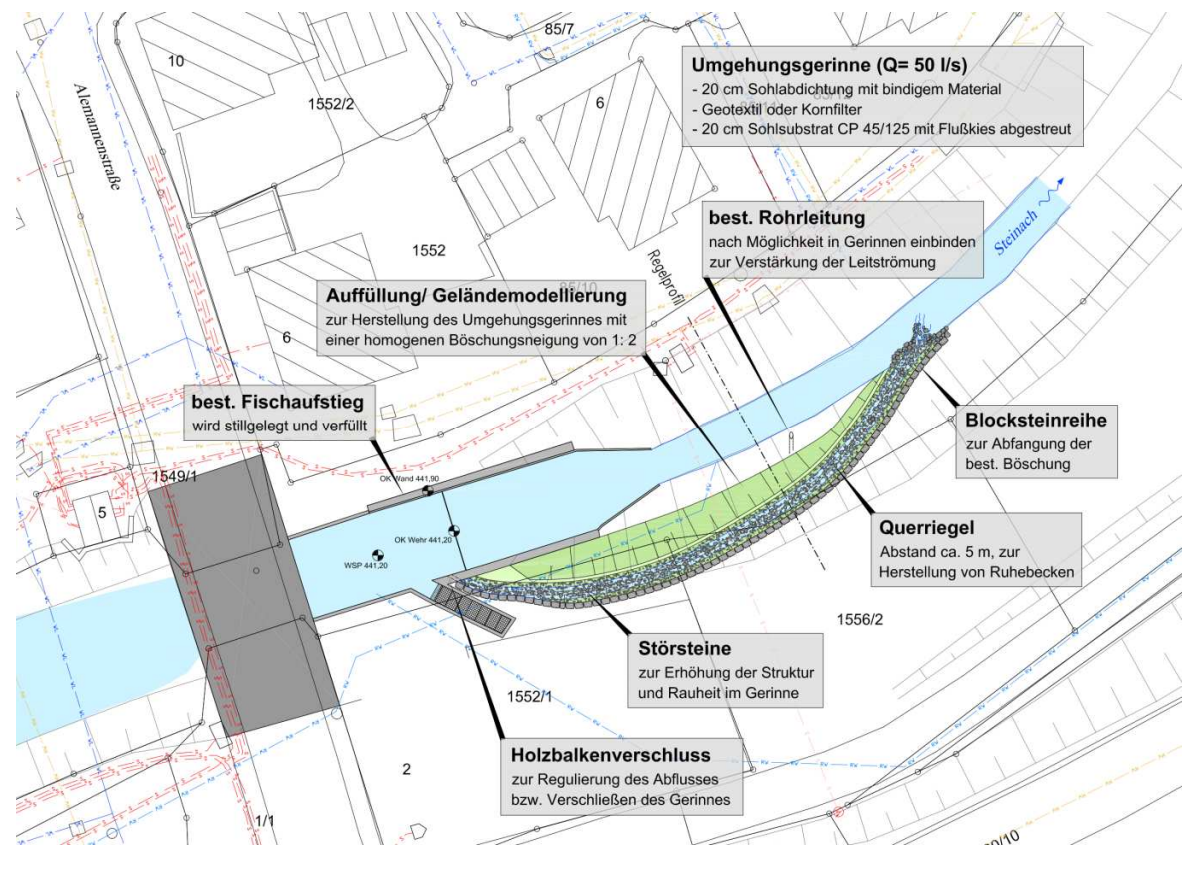 85/7
10
Alemannenstraße
1552/2
6
Umgehungsgerinne (Q= 50 l/s)
- 20 cm Sohlabdichtung mit bindigem Material
- Geotextil oder Kornfilter
- 20 cm Sohlsubstrat CP 45/125 mit Flußkies abgestreut
best. Rohrleitung
nach Möglichkeit in Gerinnen einbinden
zur Verstärkung der Leitströmung
Steinach
1552
Regelprofil
85/10
Auffüllung/ Geländemodellierung
zur Herstellung des Umgehungsgerinnes mit
einer homogenen Böschungsneigung von 1: 2
6
best. Fischaufstieg
wird stillgelegt und verfüllt
Blocksteinreihe
zur Abfangung der
best. Böschung
1549/1
5
OK Wand 441,90
OK Wehr 441,20
WSP 441,20
Querriegel
Abstand ca. 5 m, zur
Herstellung von Ruhebecken
1556/2
Störsteine
zur Erhöhung der Struktur
und Rauheit im Gerinne
1552/1
Holzbalkenverschluss
zur Regulierung des Abflusses
bzw. Verschließen des Gerinnes
2
1/1